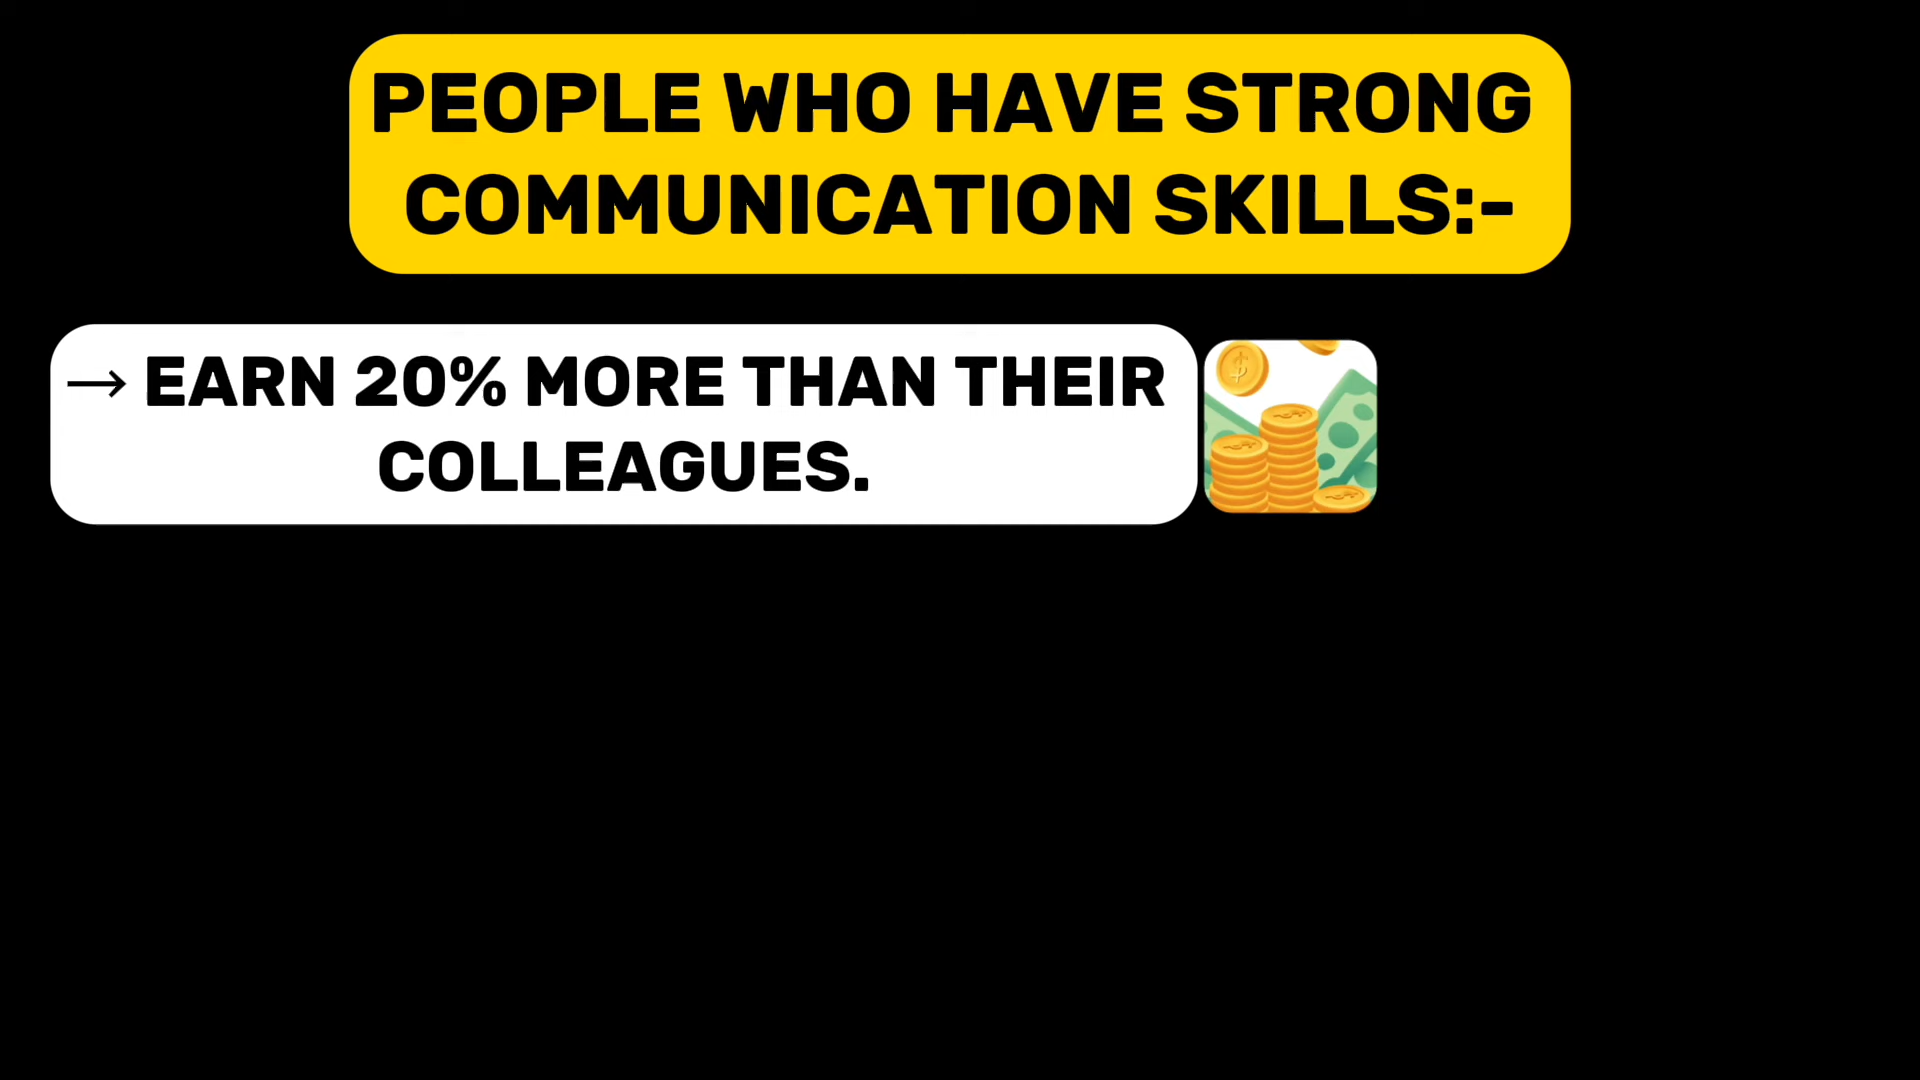 PEOPLE WHO HAVE STRONG
COMMUNICATION SKILLS:-
→ EARN 20% MORE THAN THEIR
COLLEAGUES.